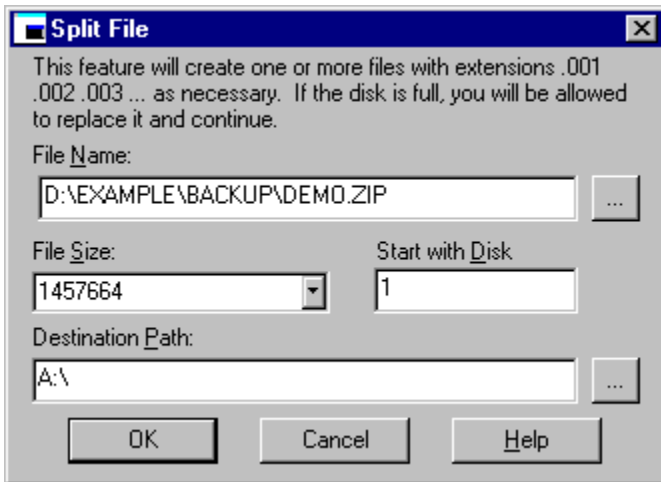 Split File
This feature will create one or more files with extensions .001
.002 .003 ... as necessary.  If the disk is full, you will be allowed
to replace it and continue.
File Name:
D:\EXAMPLE\BACKUP\DEMO.ZIP
...
File Size:
Start with Disk
1457664
1
Destination Path:
A:\
...
OK
Cancel
Help